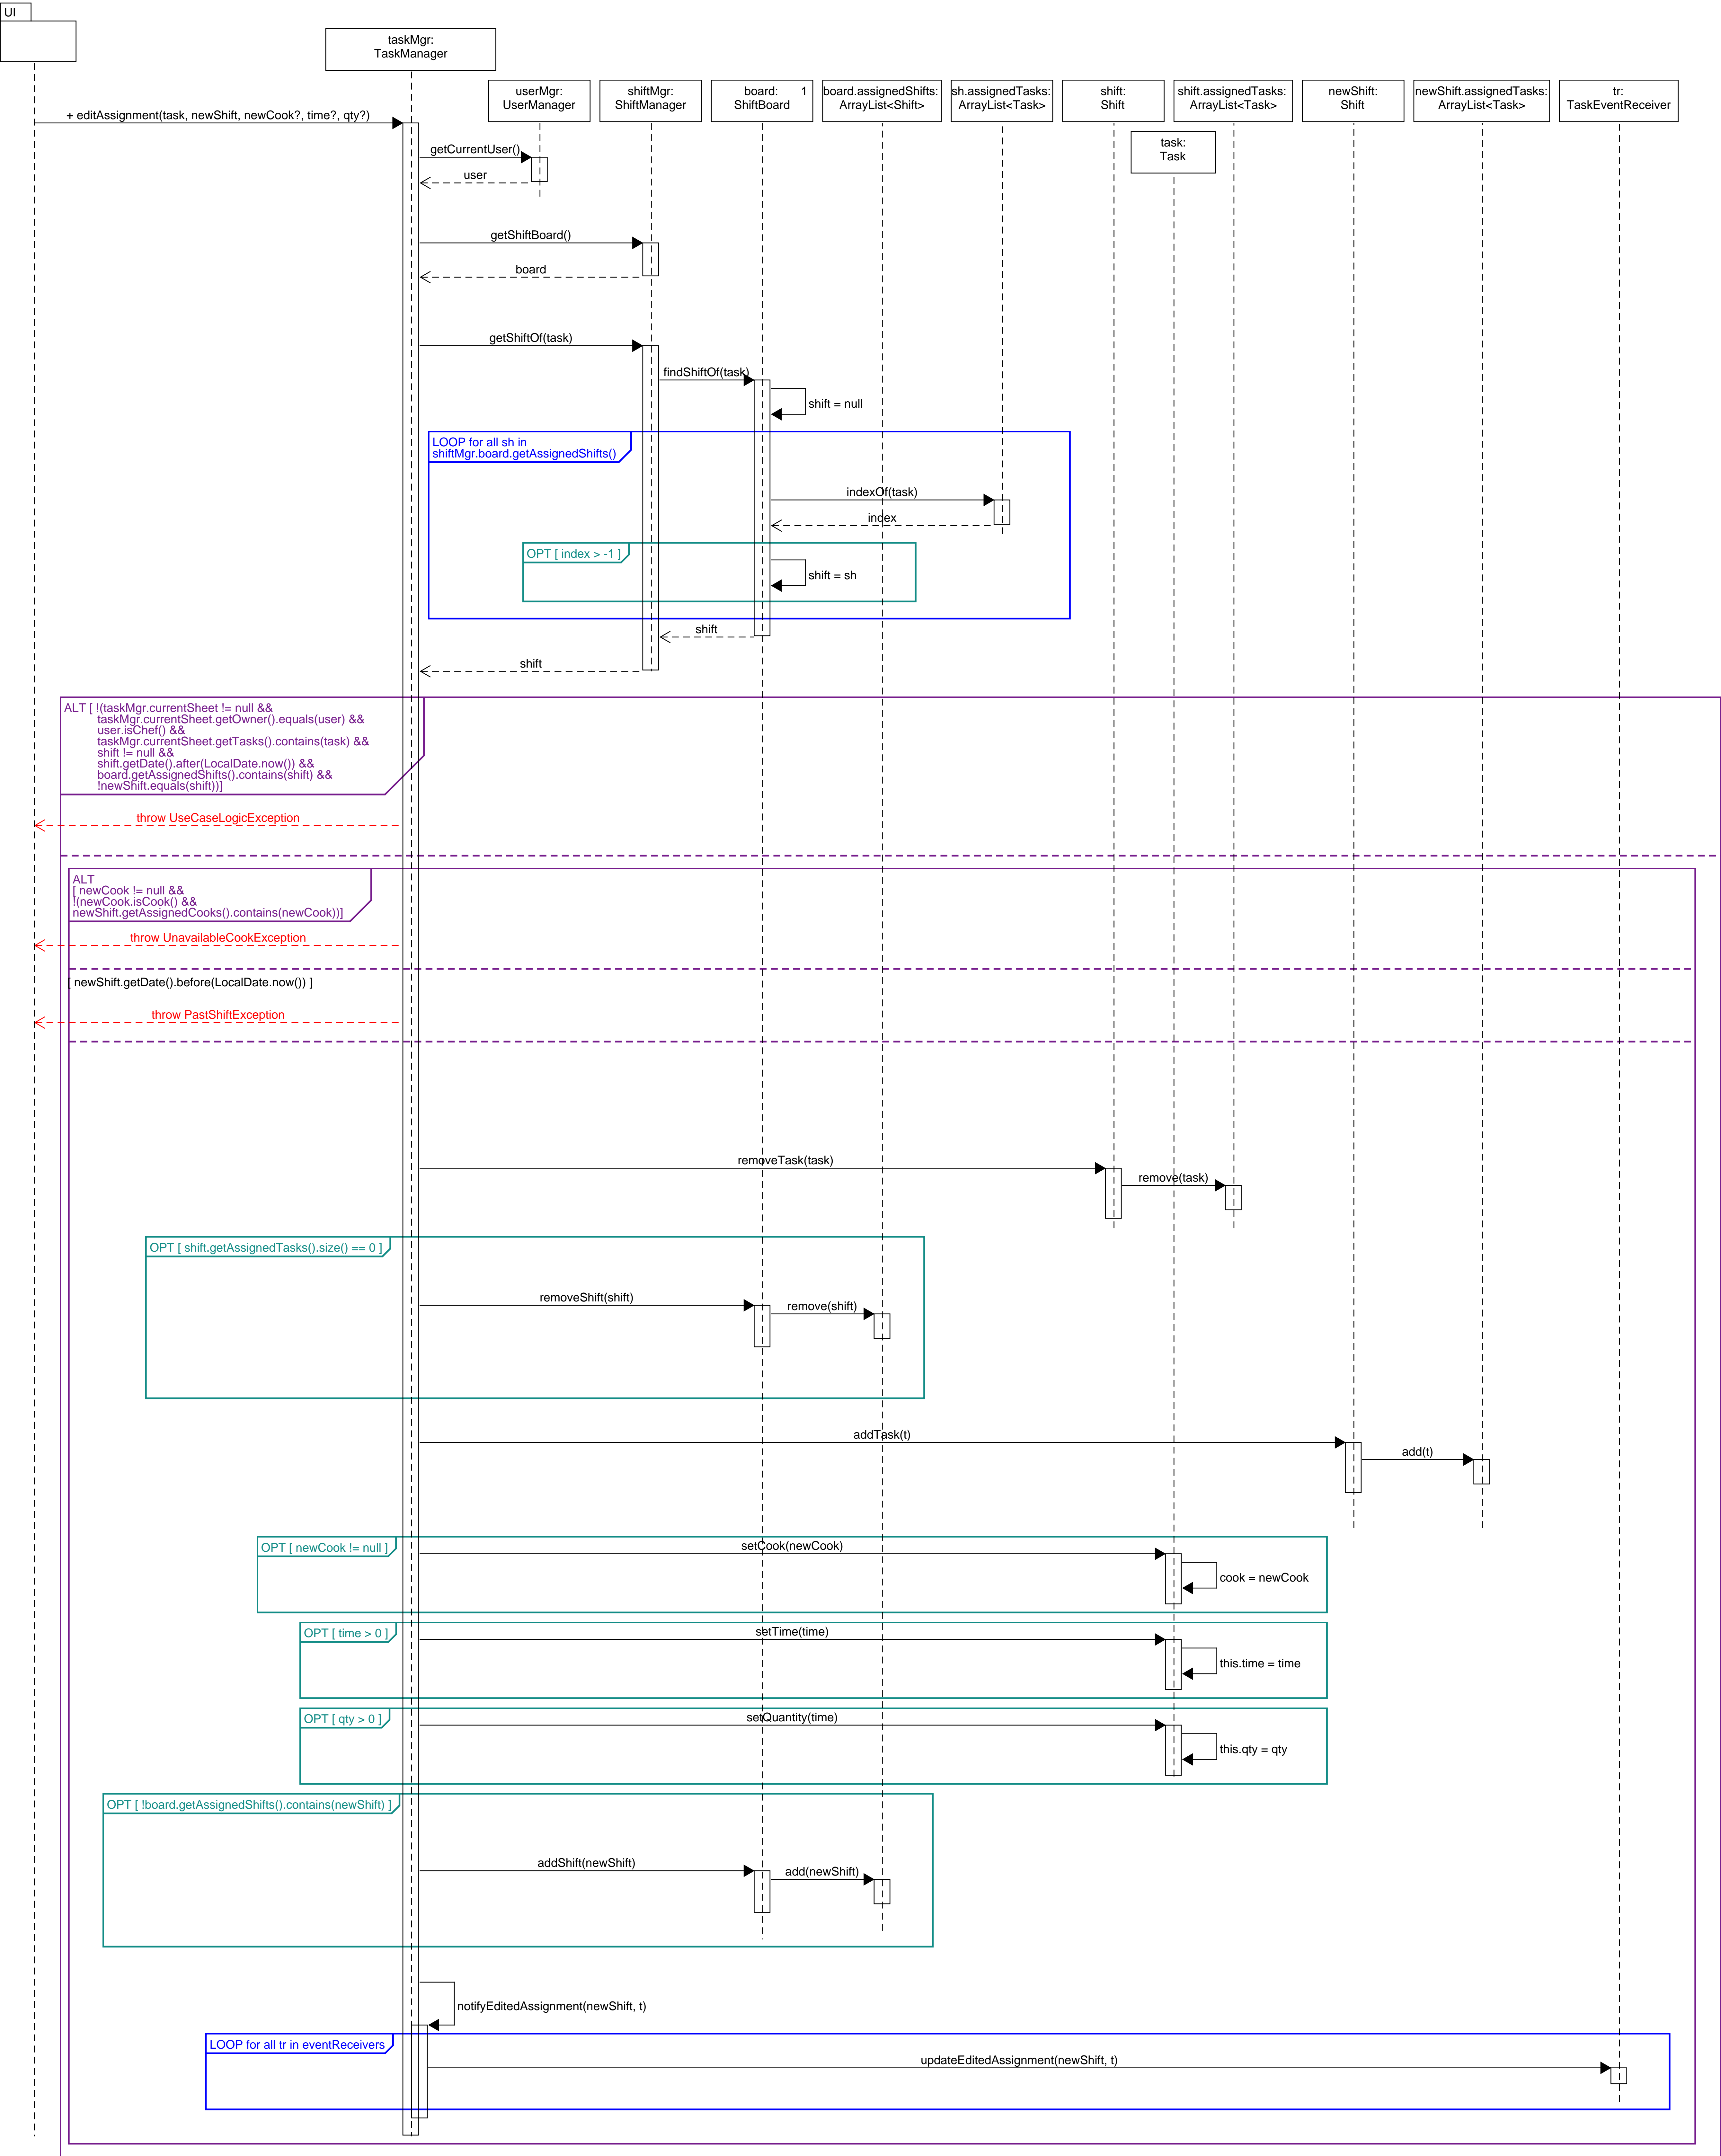 UI
taskMgr:
TaskManager
userMgr:
UserManager
shiftMgr:
ShiftManager
board: 1
ShiftBoard
board.assignedShifts:
ArrayList<Shift>
sh.assignedTasks:
ArrayList<Task>
shift:
Shift
shift.assignedTasks:
ArrayList<Task>
newShift:
Shift
newShift.assignedTasks:
ArrayList<Task>
tr:
TaskEventReceiver
task:
Task
+ editAssignment(task, newShift, newCook?, time?, qty?)
getCurrentUser()
user
getShiftBoard()
board
getShiftOf(task)
findShiftOf(task)
shift = null
LOOP for all sh in
shiftMgr.board.getAssignedShifts()
indexOf(task)
index
OPT [ index > -1 ]
shift = sh
shift
shift
ALT [ !(taskMgr.currentSheet != null &&
taskMgr.currentSheet.getOwner().equals(user) &&
user.isChef() &&
taskMgr.currentSheet.getTasks().contains(task) &&
shift != null &&
shift.getDate().after(LocalDate.now()) &&
board.getAssignedShifts().contains(shift) &&
!newShift.equals(shift))]
throw UseCaseLogicException
ALT
[ newCook != null &&
!(newCook.isCook() &&
newShift.getAssignedCooks().contains(newCook))]
throw UnavailableCookException
[ newShift.getDate().before(LocalDate.now()) ]
throw PastShiftException
removeTask(task)
remove(task)
OPT [ shift.getAssignedTasks().size() == 0 ]
removeShift(shift)
remove(shift)
addTask(t)
add(t)
OPT [ newCook != null ]
setCook(newCook)
cook = newCook
OPT [ time > 0 ]
setTime(time)
this.time = time
OPT [ qty > 0 ]
setQuantity(time)
this.qty = qty
OPT [ !board.getAssignedShifts().contains(newShift) ]
addShift(newShift)
add(newShift)
notifyEditedAssignment(newShift, t)
LOOP for all tr in eventReceivers
updateEditedAssignment(newShift, t)